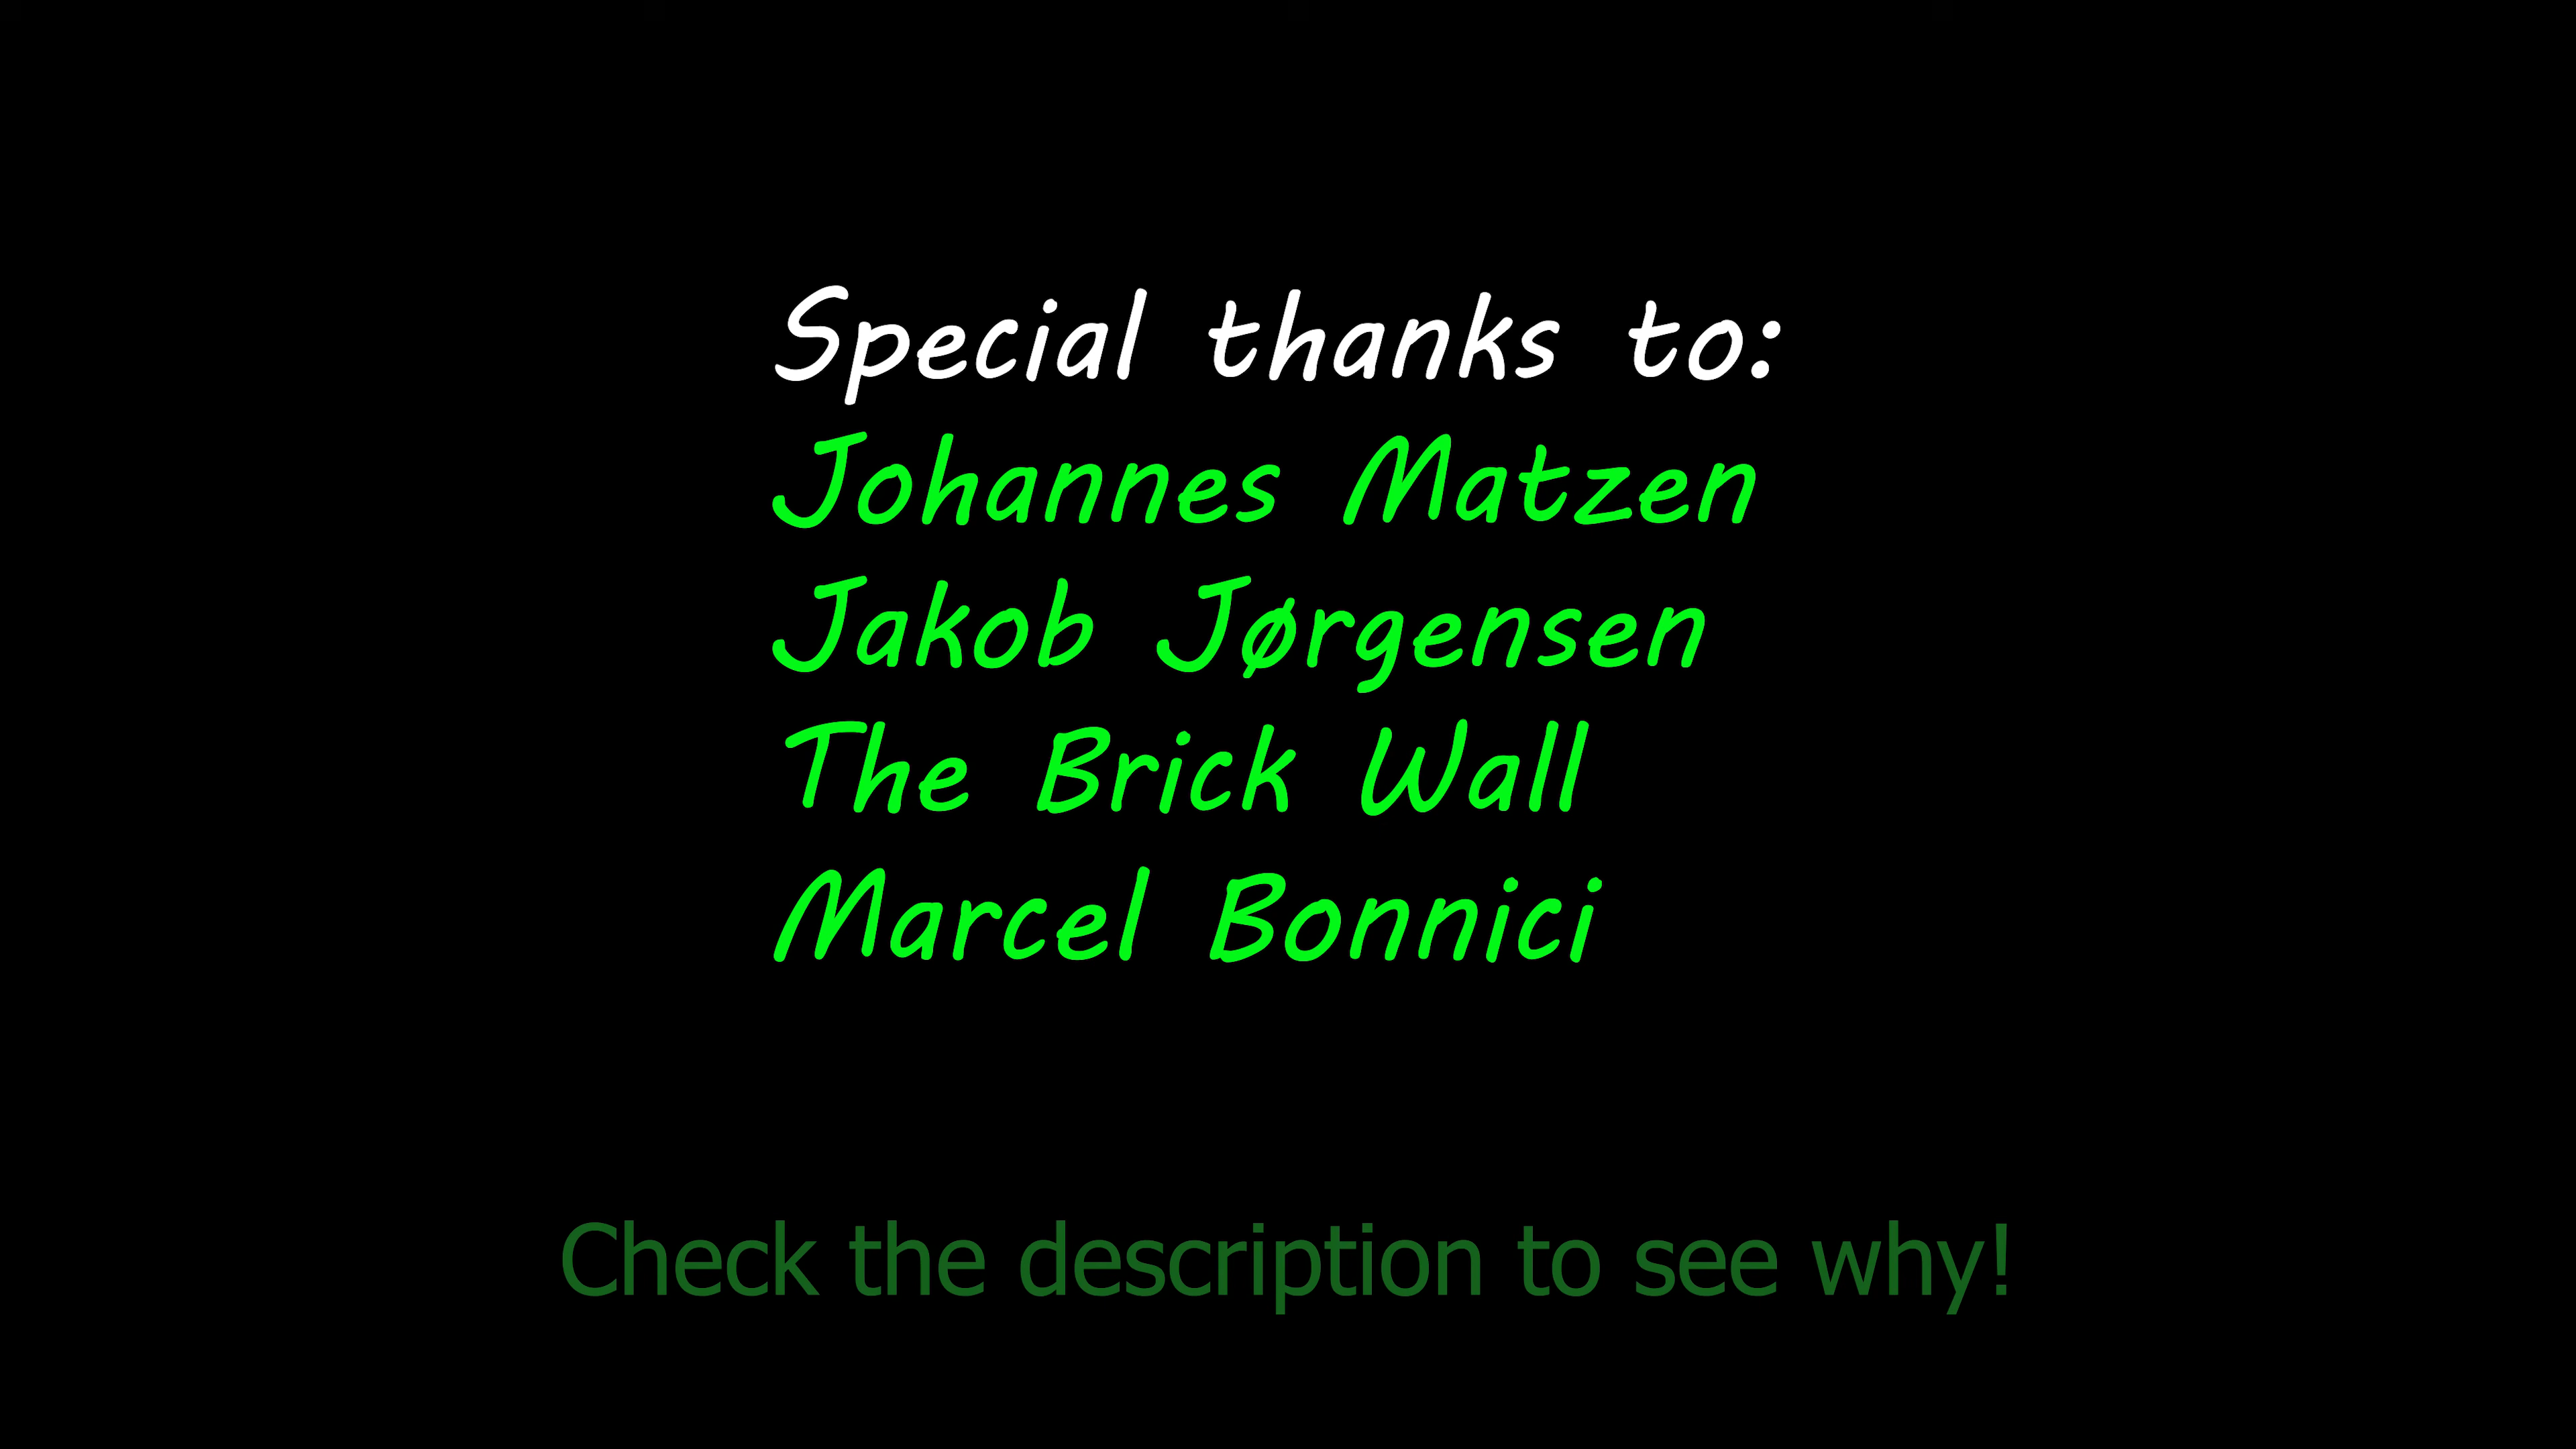 Special thanks to:
Johannes Matzen
Jakob Jørgensen
The Brick Wall
Marcel Bonnici
Check the description to see why!